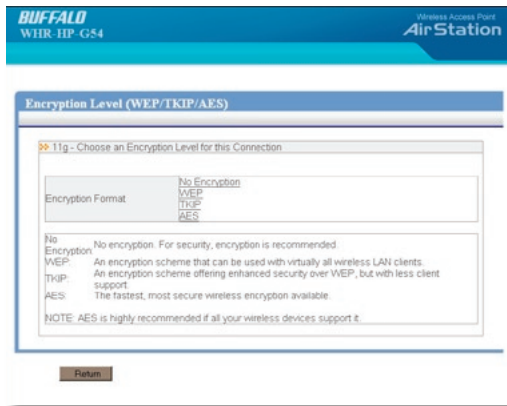 BUFFALO
WHR-HP-G54
Wireless Access Point
AirStation
Encryption Level (WEP/TKIP/AES)
11g - Choose an Encryption Level for this Connection
Encryption Format
No Encryption
WEP
TKIP
AES
No Encryption
No encryption. For security, encryption is recommended.
WEP: An encryption scheme that can be used with virtually all wireless LAN clients.
TKIP: An encryption scheme offering enhanced security over WEP, but with less client
support.
AES: The fastest, most secure wireless encryption available.
NOTE: AES is highly recommended if all your wireless devices support it.
Return